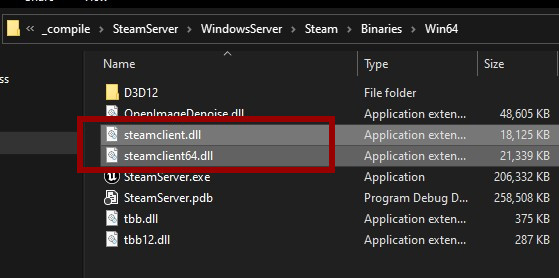 Share View
ss
_compile > SteamServer > WindowsServer > Steam > Binaries > Win64
Name Type Size
D3D12 File folder
OpenImageDenoise.dll Application exten... 48,605 KB
steamclient.dll Application exten... 18,125 KB
steamclient64.dll Application exten... 21,339 KB
SteamServer.exe Application 206,332 KB
SteamServer.pdb Program Debug D... 258,508 KB
tbb.dll Application exten... 375 KB
tbb12.dll Application exten... 287 KB